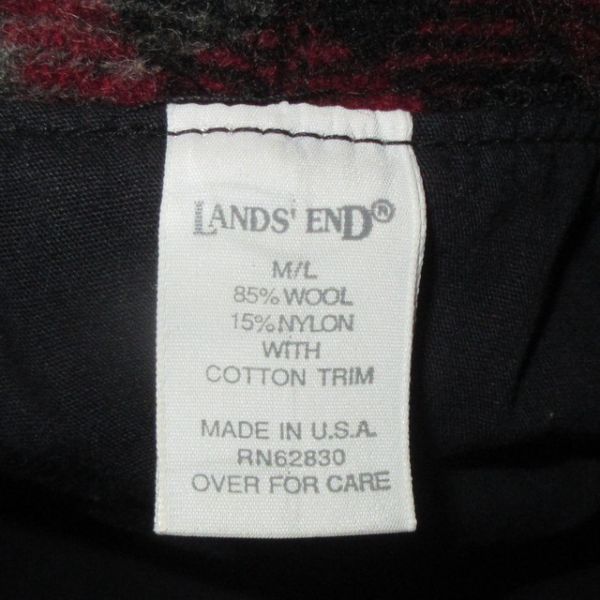 LANDS' END®
M/L
85% WOOL
15% NYLON
WITH
COTTON TRIM
MADE IN U.S.A.
RN62830
OVER FOR CARE